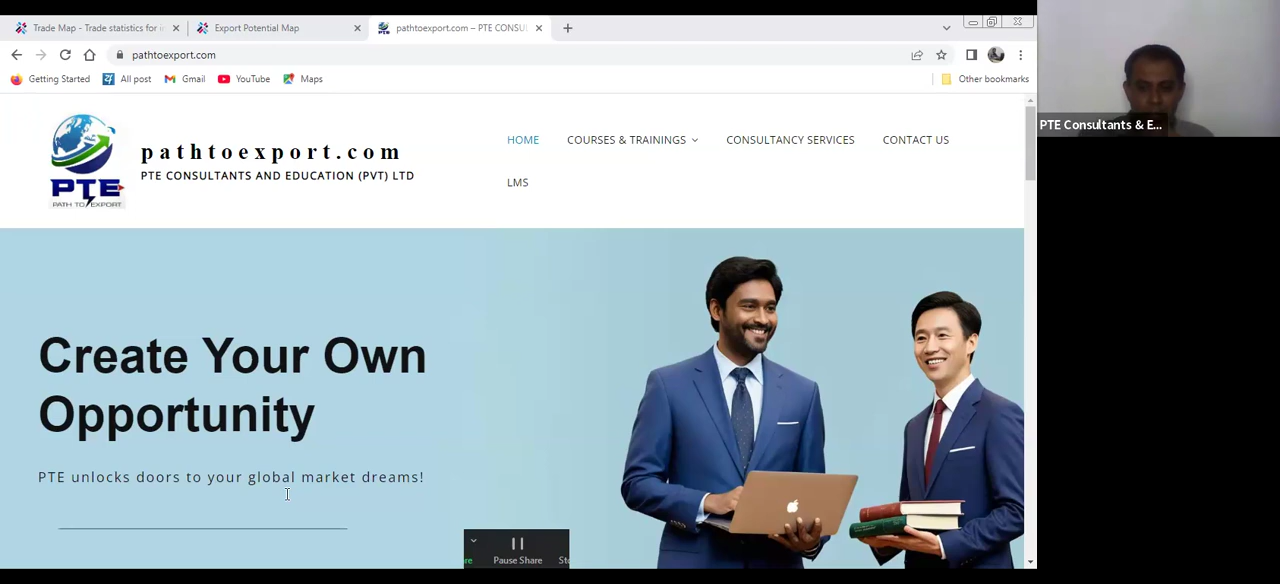 Trade Map - Trade statistics for i
Export Potential Map
pathtoexport.com – PTE CONSU
pathtoexport.com
Getting Started
All post
Gmail
YouTube
Maps
Other bookmarks
PTE
PATH TO EXPORT
pathtoexport.com
PTE CONSULTANTS AND EDUCATION (PVT) LTD
HOME
COURSES & TRAININGS
CONSULTANCY SERVICES
CONTACT US
LMS
Create Your Own
Opportunity
PTE unlocks doors to your global market dreams!
re
Pause Share
Sto
PTE Consultants & E...